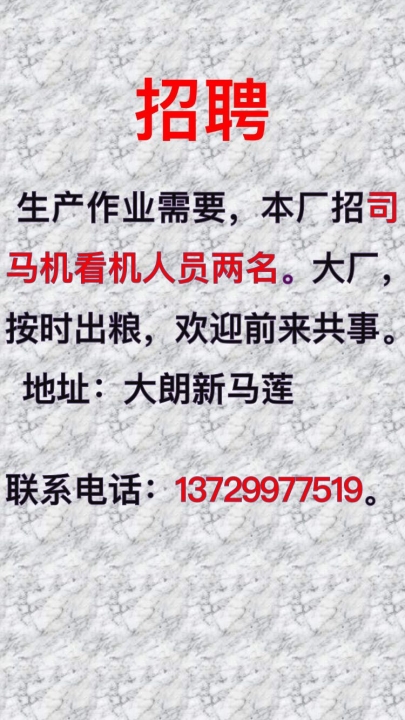 招聘
生产作业需要，本厂招司
马机看机人员两名。大厂，
按时出粮，欢迎前来共事。
地址：大朗新马莲
联系电话：13729977519。